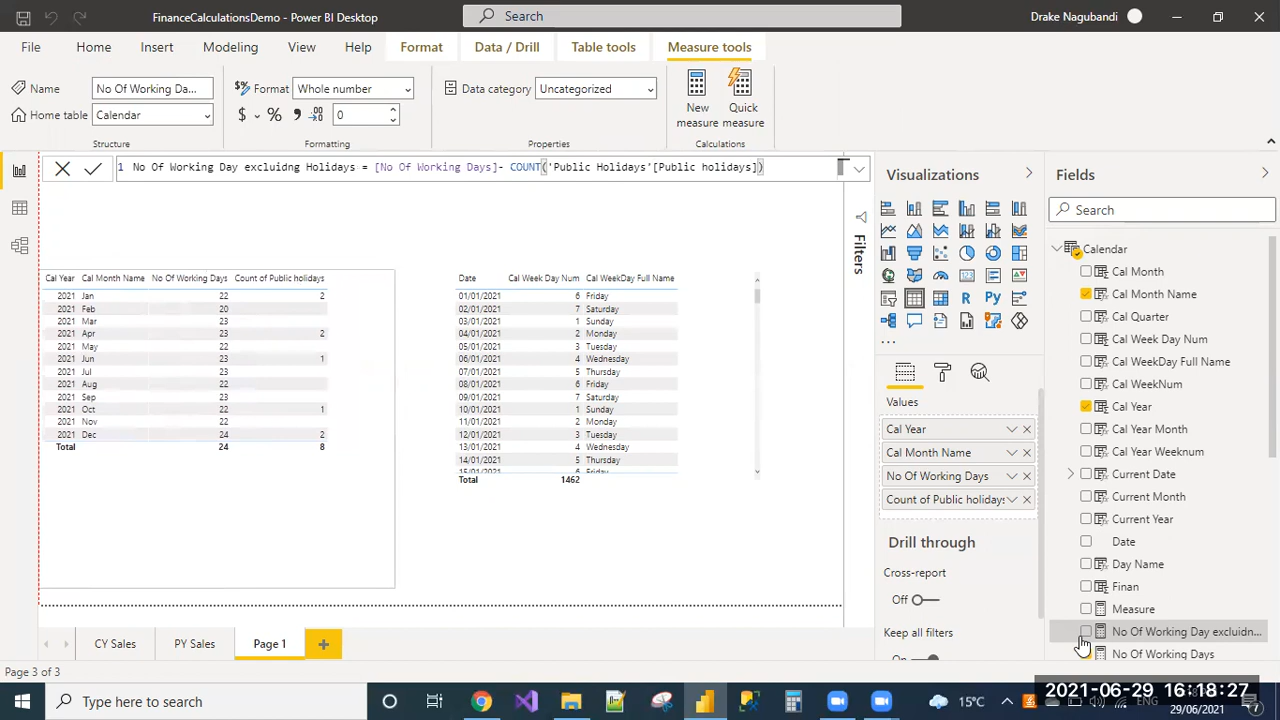 FinanceCalculationsDemo - Power BI Desktop
Search
Drake Nagubandi
File Home Insert Modeling View Help Format Data / Drill Table tools Measure tools
Name No Of Working Da...
Home table Calendar
Structure
Format Whole number
$ % 0
Formatting
Data category Uncategorized
Properties
New measure
Quick measure
Calculations
1 No Of Working Day excluidng Holidays = [No Of Working Days]- COUNT('Public Holidays'[Public holidays])
Cal Year Cal Month Name No Of Working Days Count of Public holidays
2021 Jan 22 2
2021 Feb 20
2021 Mar 23
2021 Apr 23 2
2021 May 22
2021 Jun 23 1
2021 Jul 23
2021 Aug 22
2021 Sep 23
2021 Oct 22 1
2021 Nov 22
2021 Dec 24 2
Total 24 8
Date Cal Week Day Num Cal WeekDay Full Name
01/01/2021 6 Friday
02/01/2021 7 Saturday
03/01/2021 1 Sunday
04/01/2021 2 Monday
05/01/2021 3 Tuesday
06/01/2021 4 Wednesday
07/01/2021 5 Thursday
08/01/2021 6 Friday
09/01/2021 7 Saturday
10/01/2021 1 Sunday
11/01/2021 2 Monday
12/01/2021 3 Tuesday
13/01/2021 4 Wednesday
14/01/2021 5 Thursday
15/01/2021 6 Friday
Total 1462
Filters
Visualizations
R Py
...
Values
Cal Year
Cal Month Name
No Of Working Days
Count of Public holidays
Drill through
Cross-report
Off
Keep all filters
On
Fields
Search
Calendar
Cal Month
Cal Month Name
Cal Quarter
Cal Week Day Num
Cal WeekDay Full Name
Cal WeekNum
Cal Year
Cal Year Month
Cal Year Weeknum
Current Date
Current Month
Current Year
Date
Day Name
Finan
Measure
No Of Working Day excluidn...
No Of Working Days
CY Sales PY Sales Page 1
Page 3 of 3
Type here to search
15°C
ENG
2021-06-29 16:18:27
29/06/2021